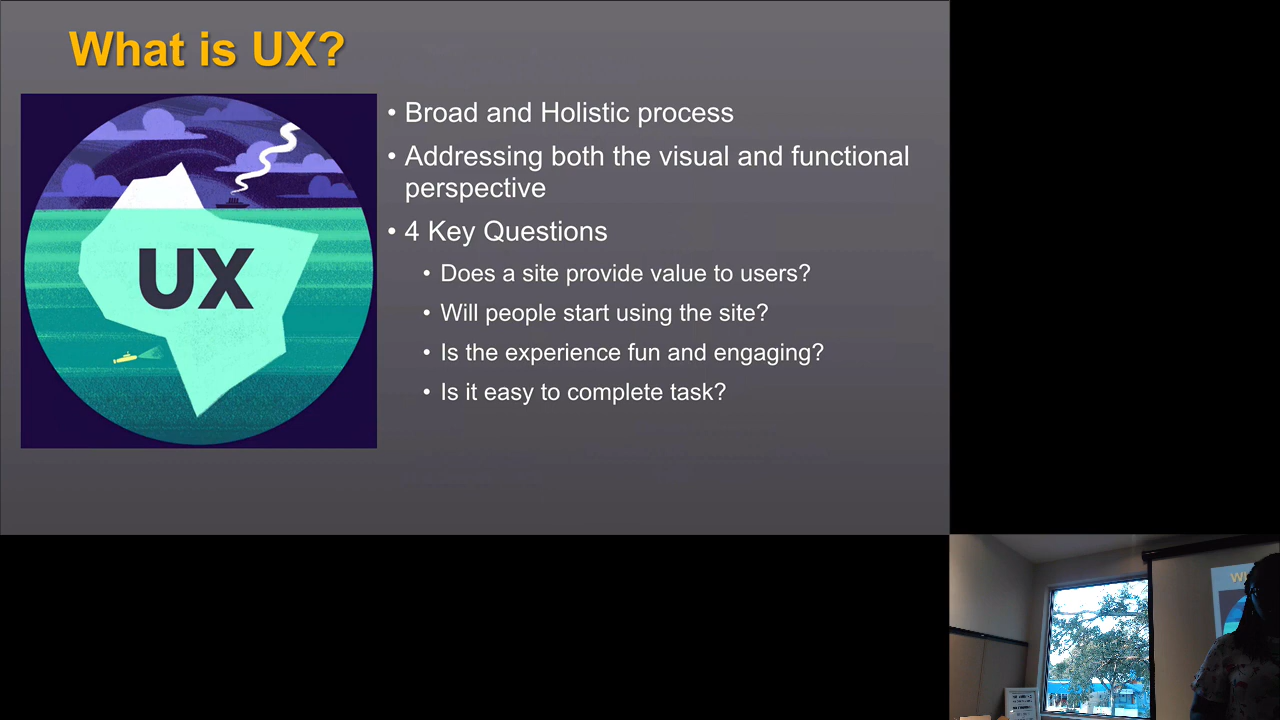 What is UX?
UX
• Broad and Holistic process
• Addressing both the visual and functional
perspective
• 4 Key Questions
• Does a site provide value to users?
• Will people start using the site?
• Is the experience fun and engaging?
• Is it easy to complete task?